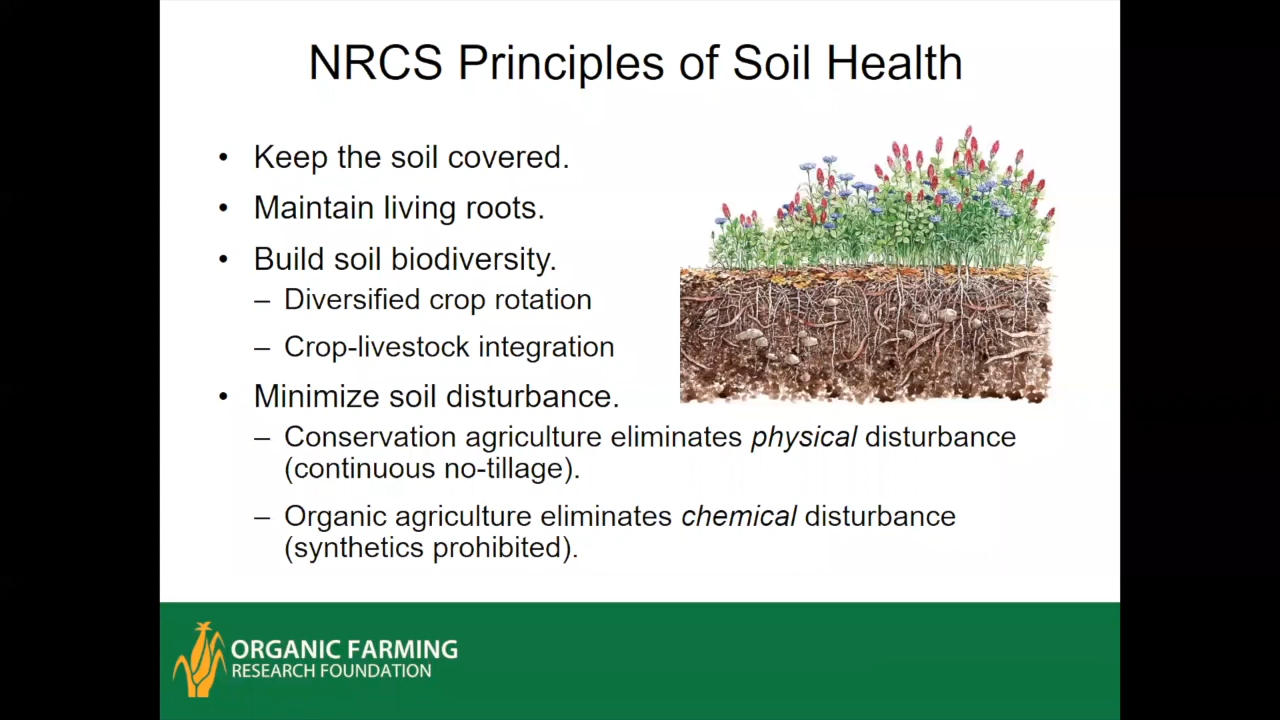 NRCS Principles of Soil Health
• Keep the soil covered.
• Maintain living roots.
• Build soil biodiversity.
– Diversified crop rotation
– Crop-livestock integration
• Minimize soil disturbance.
– Conservation agriculture eliminates physical disturbance
(continuous no-tillage).
– Organic agriculture eliminates chemical disturbance
(synthetics prohibited).
ORGANIC FARMING
RESEARCH FOUNDATION